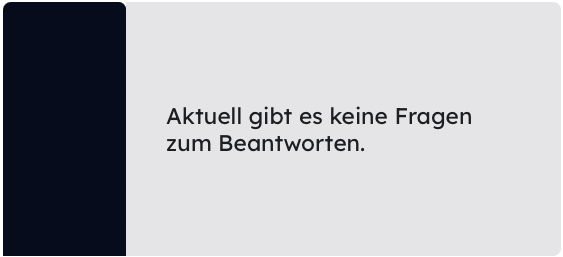 Aktuell gibt es keine Fragen
zum Beantworten.